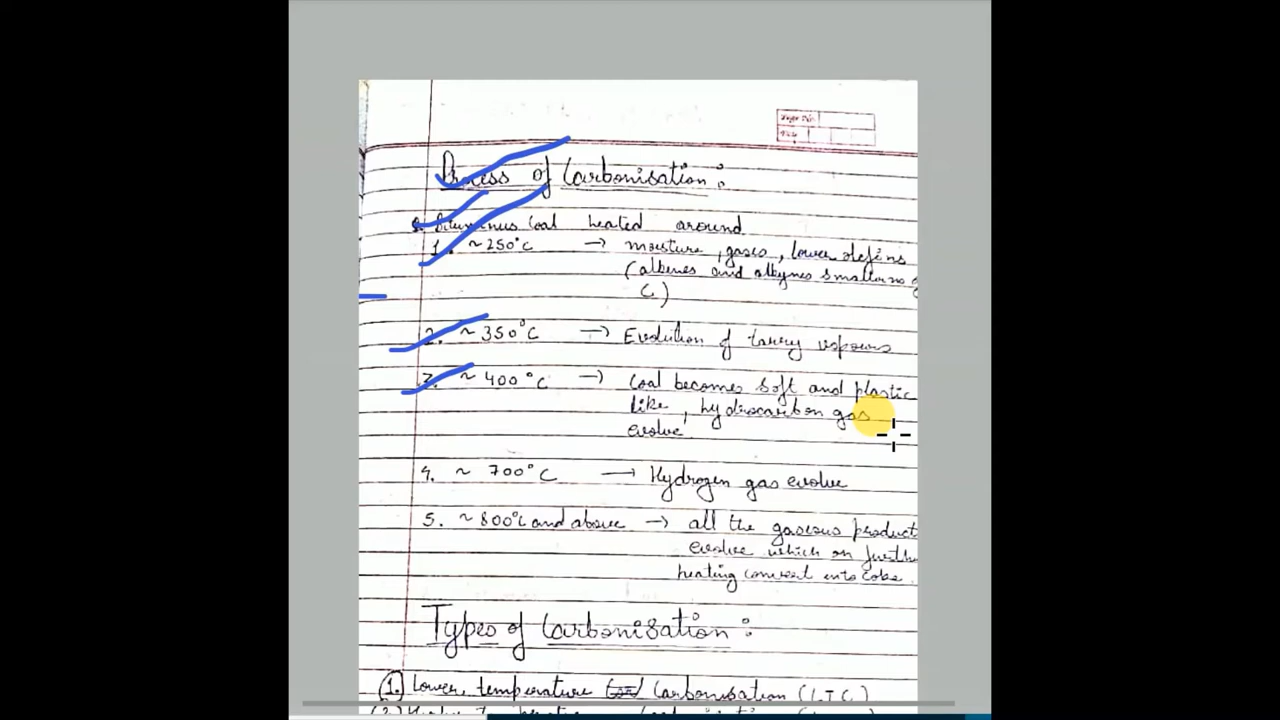 Process of Carbonisation :
Bituminus Coal heated around
1. ~250°C → moisture, gases, lower olefins
(alkenes and alkynes smaller no
C)
2. ~350°C → Evolution of tarry vapours
3. ~400°C → Coal becomes soft and plastic
like, hydrocarbon gas
evolve
4. ~700°C → Hydrogen gas evolve
5. ~800°C and above → all the gaseous product
evolve which on furth
heating convert into Coke.
Types of Carbonisation :
(1.) Lower temperature Carbonisation (L.T.C.)